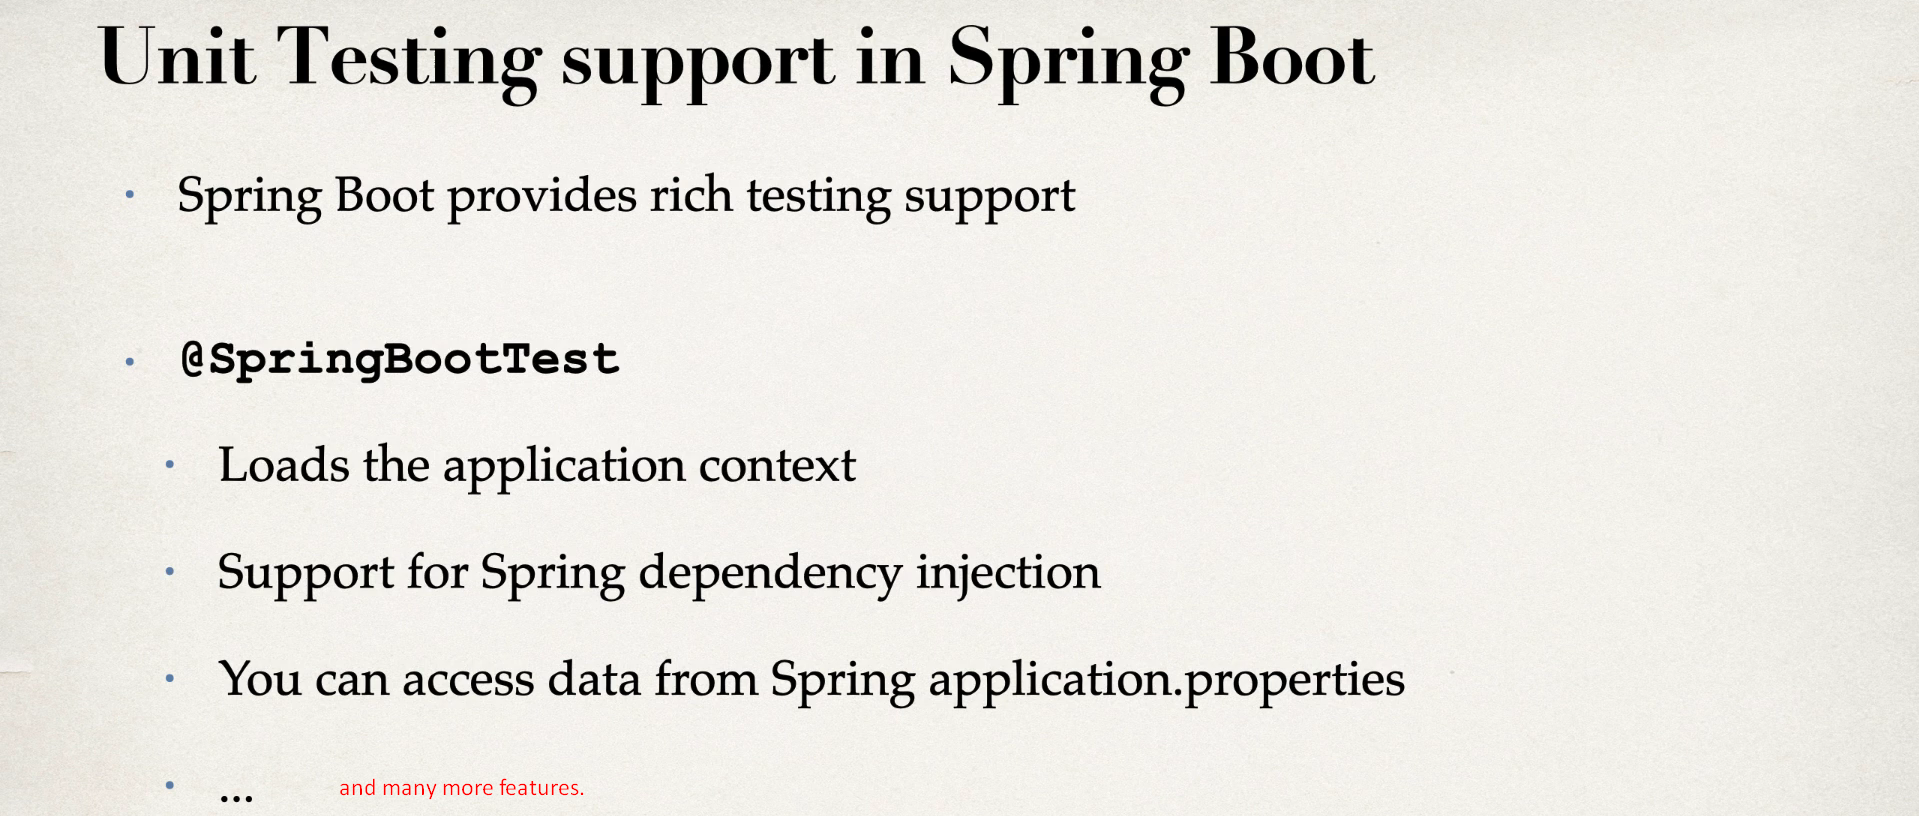 Unit Testing support in Spring Boot
• Spring Boot provides rich testing support
• @SpringBootTest
• Loads the application context
• Support for Spring dependency injection
• You can access data from Spring application.properties
• ... and many more features.